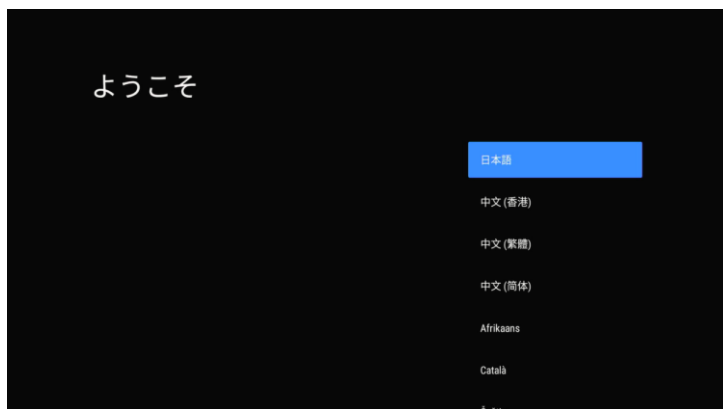 ようこそ
日本語
中文 (香港)
中文 (繁體)
中文 (简体)
Afrikaans
Català